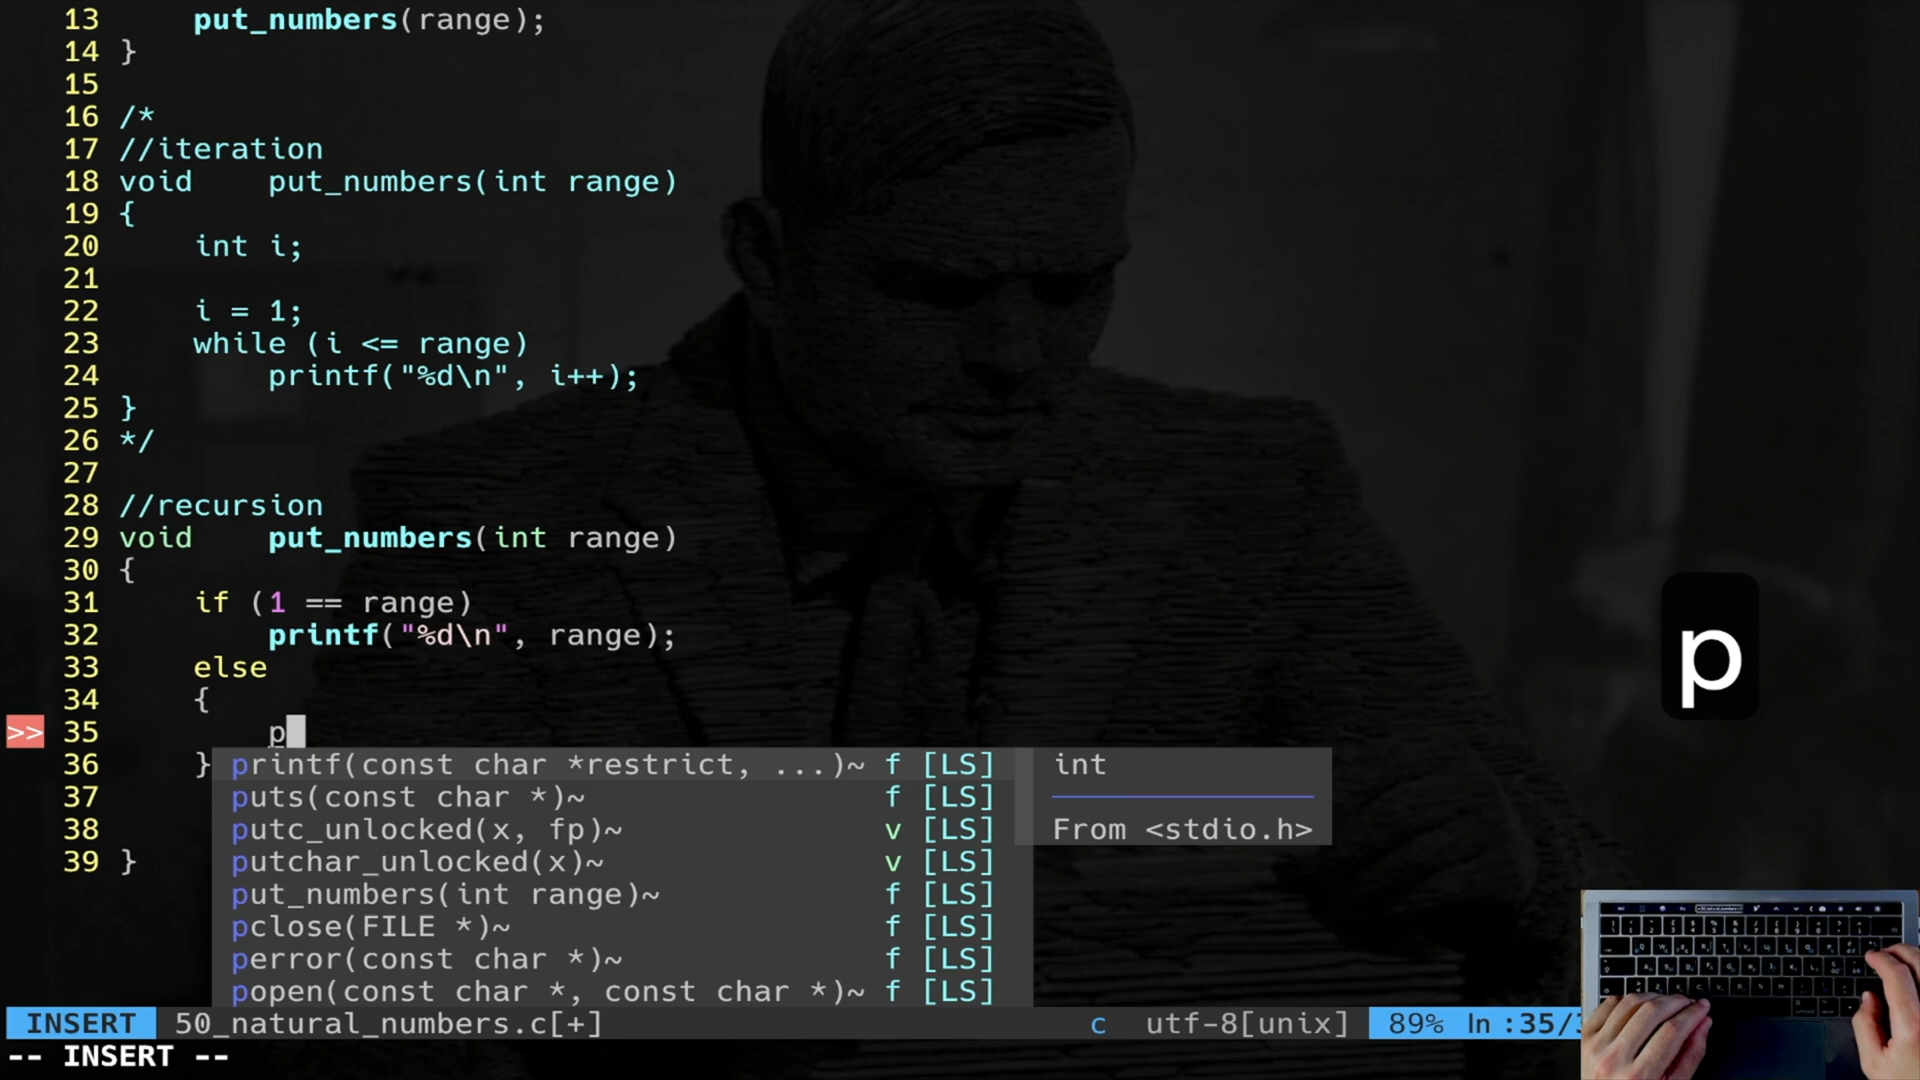 13     put_numbers(range);
14 }
15
16 /*
17 //iteration
18 void    put_numbers(int range)
19 {
20     int i;
21
22     i = 1;
23     while (i <= range)
24         printf("%d\n", i++);
25 }
26 */
27
28 //recursion
29 void    put_numbers(int range)
30 {
31     if (1 == range)
32         printf("%d\n", range);
33     else
34     {
>> 35         p
36     }
37
38
39 }
printf(const char *restrict, ...)~ f [LS]
puts(const char *)~ f [LS]
putc_unlocked(x, fp)~ v [LS]
putchar_unlocked(x)~ v [LS]
put_numbers(int range)~ f [LS]
pclose(FILE *)~ f [LS]
perror(const char *)~ f [LS]
popen(const char *, const char *)~ f [LS]
int
From <stdio.h>
p
INSERT 50_natural_numbers.c[+] c utf-8[unix] 89% ln :35/
-- INSERT --